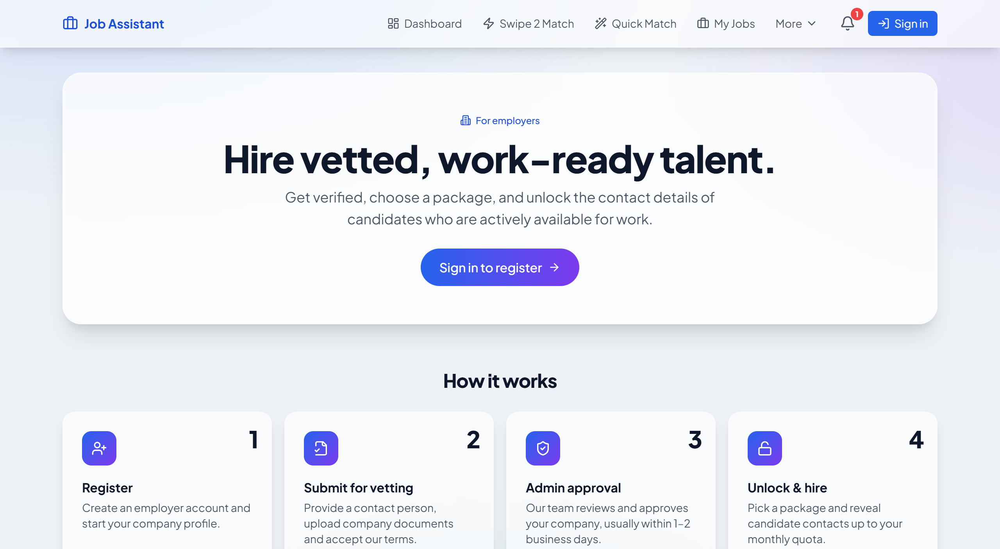 Job Assistant
Dashboard
Swipe 2 Match
Quick Match
My Jobs
More
1
Sign in
For employers
Hire vetted, work-ready talent.
Get verified, choose a package, and unlock the contact details of
candidates who are actively available for work.
Sign in to register
How it works
1
Register
Create an employer account and
start your company profile.
2
Submit for vetting
Provide a contact person,
upload company documents
and accept our terms.
3
Admin approval
Our team reviews and approves
your company, usually within 1–2
business days.
4
Unlock & hire
Pick a package and reveal
candidate contacts up to your
monthly quota.